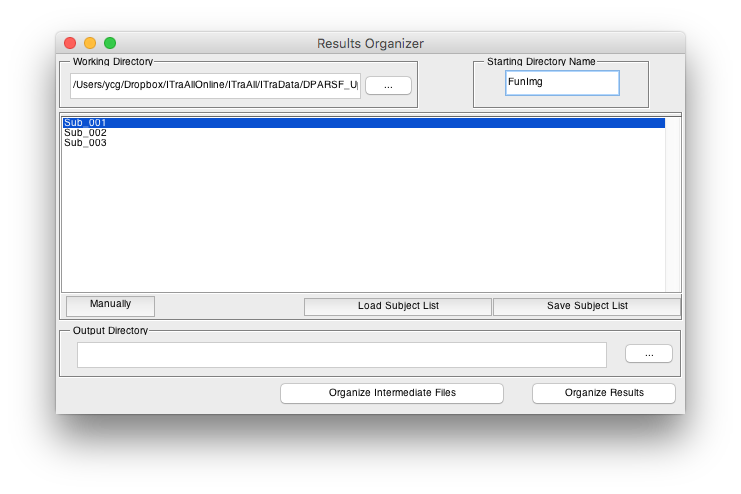 Results Organizer
Working Directory
Starting Directory Name
/Users/ycg/Dropbox/ITraAllOnline/ITraAll/ITraData/DPARSF_U
...
FunImg
Sub_001
Sub_002
Sub_003
Manually
Load Subject List
Save Subject List
Output Directory
...
Organize Intermediate Files
Organize Results